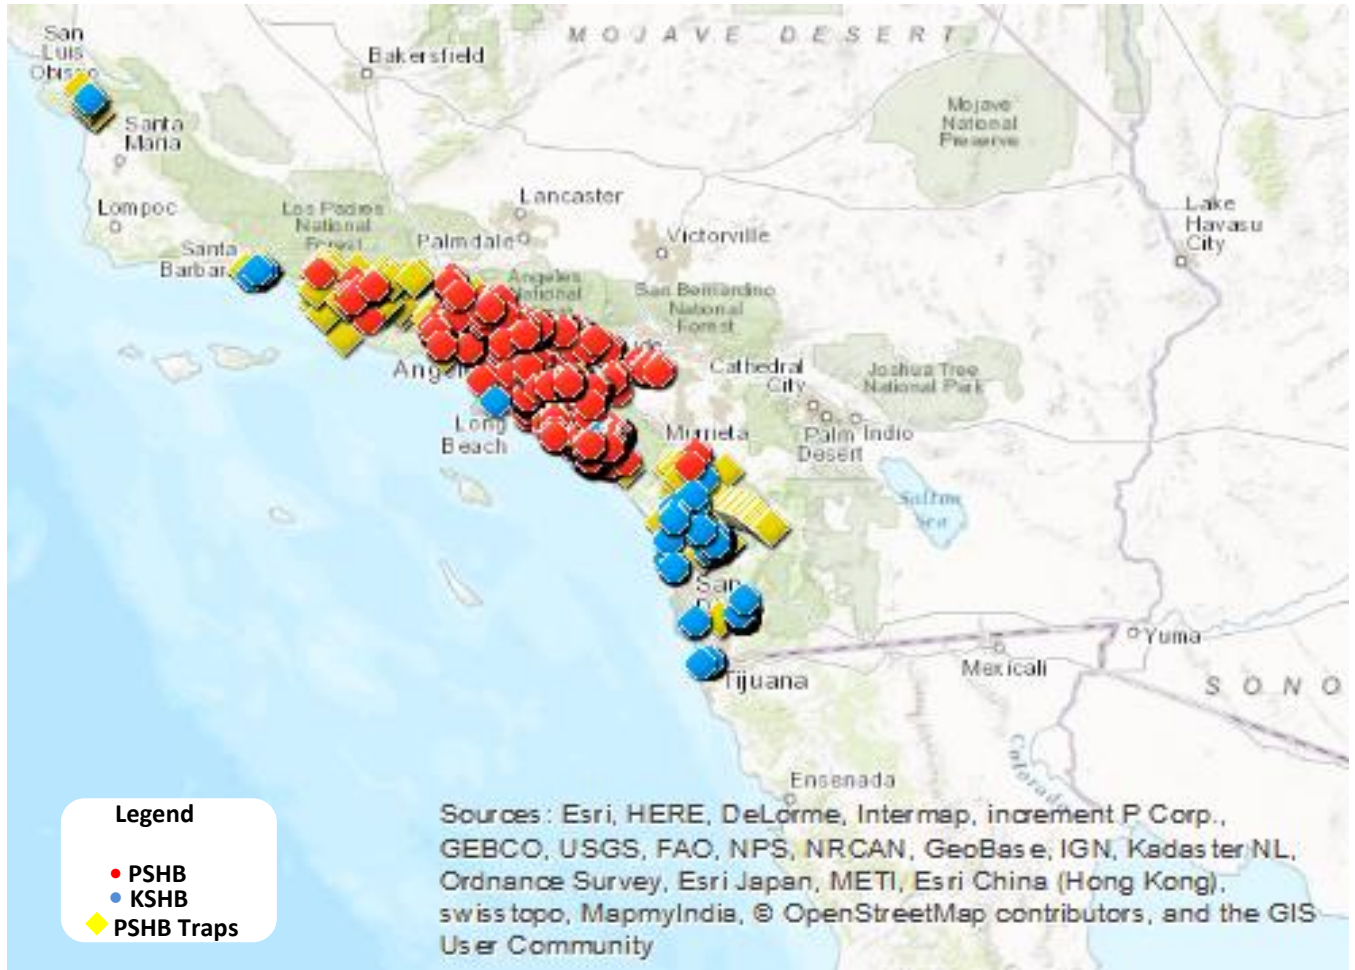 MOJAVE DESERT
San
Luis
Obispo
Bakersfield
Mojave
National
Preserve
Santa
Maria
Lancaster
Lake
Havasu
City
Lompoc
Los Padres
National
Forest
Palmdale
Victorville
Santa
Barbar
Angeles
National
San Bernardino
National
Forest
Cathedral
City
Joshua Tree
National Park
Ange
Long
Beach
Murrieta
Palm
Desert
Indio
Salton
Sea
San
D
Yuma
Mexicali
Tijuana
SONO
Colorado
Ensenada
Legend
PSHB
KSHB
PSHB Traps
Sources: Esri, HERE, DeLorme, Intermap, increment P Corp.,
GEBCO, USGS, FAO, NPS, NRCAN, GeoBase, IGN, Kadaster NL,
Ordnance Survey, Esri Japan, METI, Esri China (Hong Kong),
swisstopo, MapmyIndia, © OpenStreetMap contributors, and the GIS
User Community